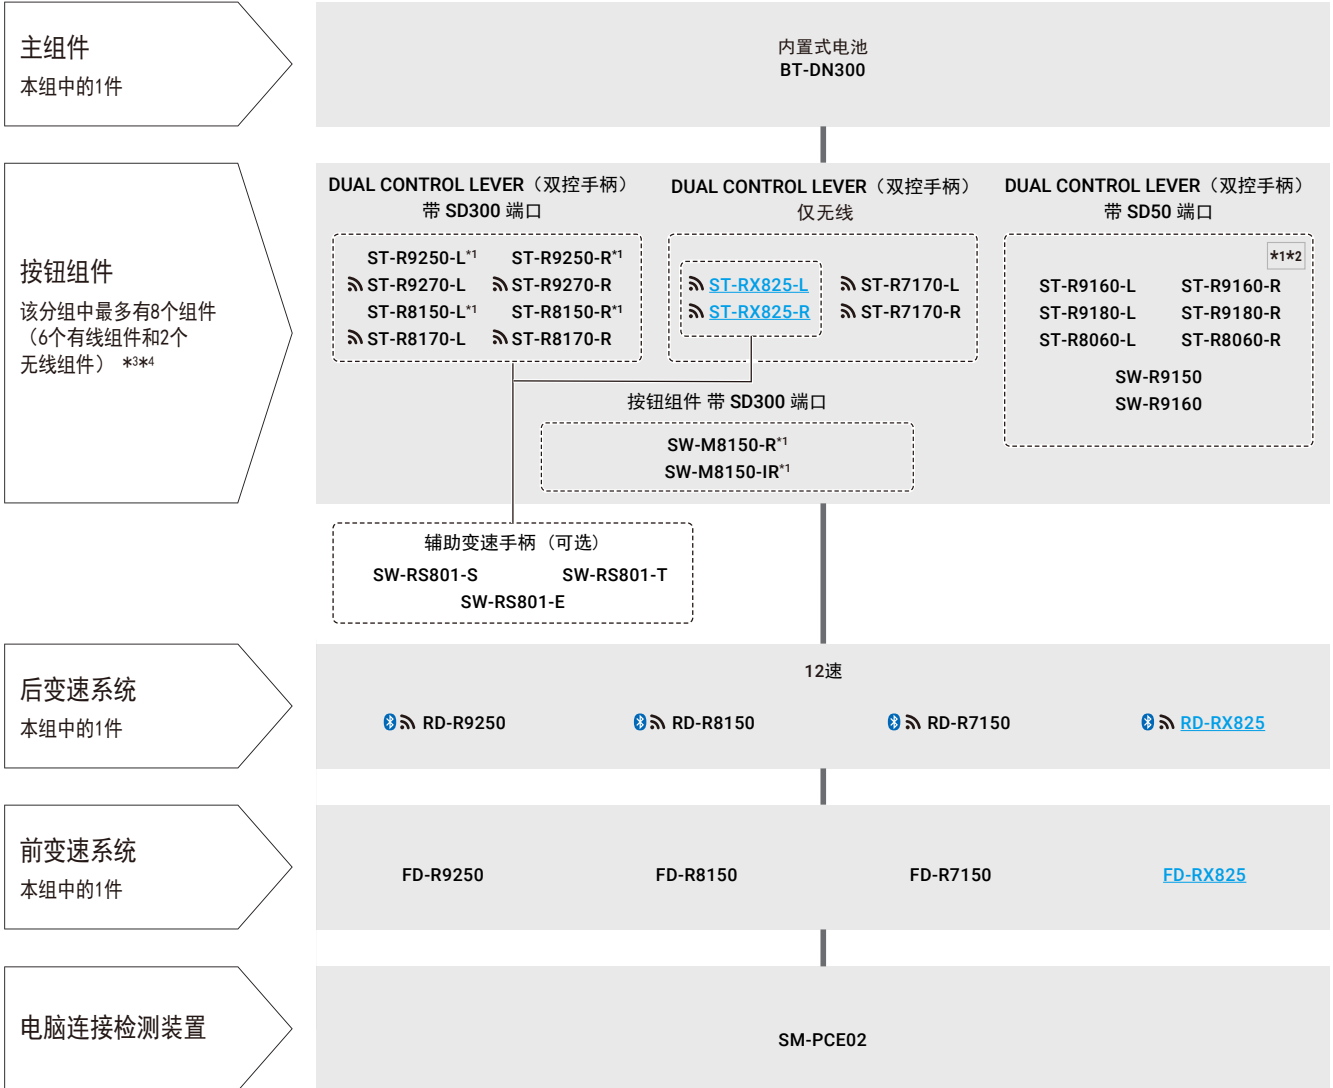 主组件
本组中的1件
内置式电池
BT-DN300
按钮组件
该分组中最多有8个组件
（6个有线组件和2个
无线组件） *3*4
DUAL CONTROL LEVER（双控手柄）
带 SD300 端口
ST-R9250-L*1 ST-R9250-R*1
ST-R9270-L ST-R9270-R
ST-R8150-L*1 ST-R8150-R*1
ST-R8170-L ST-R8170-R
DUAL CONTROL LEVER（双控手柄）
仅无线
ST-RX825-L ST-R7170-L
ST-RX825-R ST-R7170-R
DUAL CONTROL LEVER（双控手柄）
带 SD50 端口
*1*2
ST-R9160-L ST-R9160-R
ST-R9180-L ST-R9180-R
ST-R8060-L ST-R8060-R
SW-R9150
SW-R9160
按钮组件 带 SD300 端口
SW-M8150-R*1
SW-M8150-IR*1
辅助变速手柄（可选）
SW-RS801-S SW-RS801-T
SW-RS801-E
后变速系统
本组中的1件
12速
RD-R9250 RD-R8150 RD-R7150 RD-RX825
前变速系统
本组中的1件
FD-R9250 FD-R8150 FD-R7150 FD-RX825
电脑连接检测装置
SM-PCE02